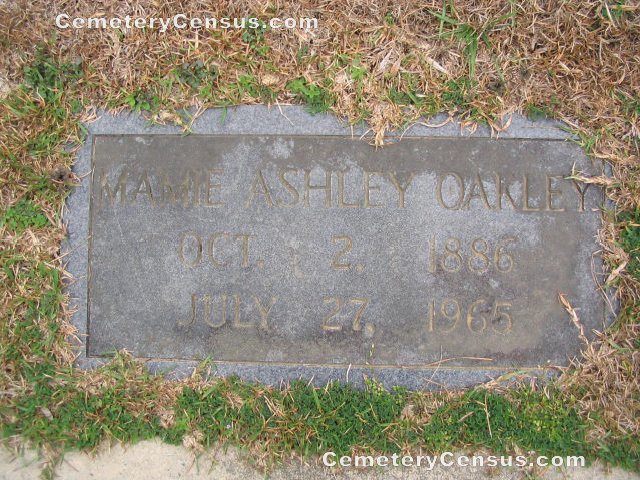 CemeteryCensus.com
MAMIE ASHLEY OAKLEY
OCT. 2, 1886
JULY 27, 1965
CemeteryCensus.com